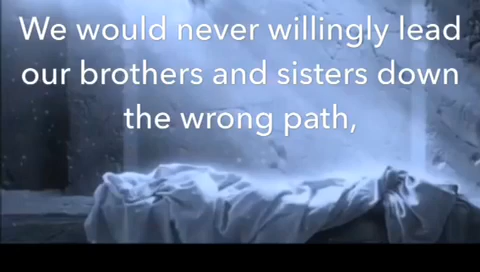 We would never willingly lead
our brothers and sisters down
the wrong path,